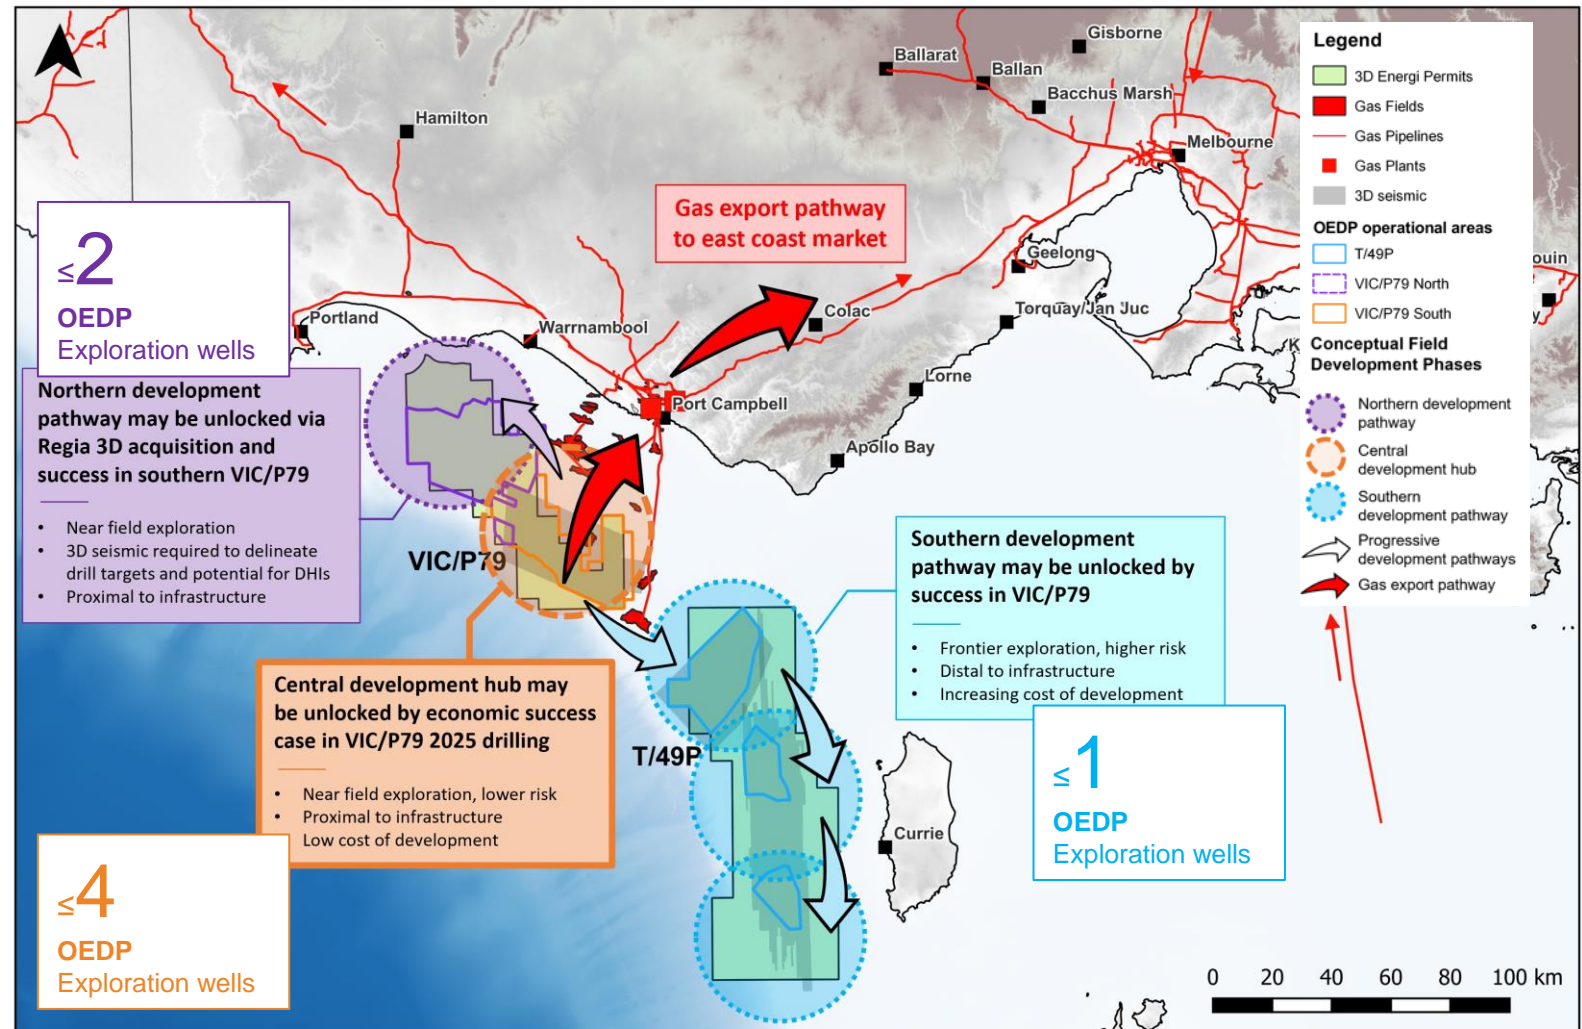 Gisborne
Ballarat
Ballan
Bacchus Marsh
Hamilton
Melbourne
Legend
3D Energi Permits
Gas Fields
Gas Pipelines
Gas Plants
3D seismic
OEDP operational areas
T/49P
VIC/P79 North
VIC/P79 South
Conceptual Field
Development Phases
Northern development
pathway
Central
development hub
Southern
development pathway
Progressive
development pathways
Gas export pathway
Gas export pathway
to east coast market
Geelong
Torquay/Jan Juc
Colac
Lorne
Apollo Bay
Port Campbell
Warrnambool
Portland
ouin
y
K
≤2
OEDP
Exploration wells
Northern development
pathway may be unlocked via
Regia 3D acquisition and
success in southern VIC/P79
• Near field exploration
• 3D seismic required to delineate
drill targets and potential for DHIs
• Proximal to infrastructure
VIC/P79
Southern development
pathway may be unlocked by
success in VIC/P79
• Frontier exploration, higher risk
• Distal to infrastructure
• Increasing cost of development
Central development hub may
be unlocked by economic success
case in VIC/P79 2025 drilling
• Near field exploration, lower risk
• Proximal to infrastructure
Low cost of development
T/49P
≤1
OEDP
Exploration wells
Currie
≤4
OEDP
Exploration wells
0 20 40 60 80 100 km